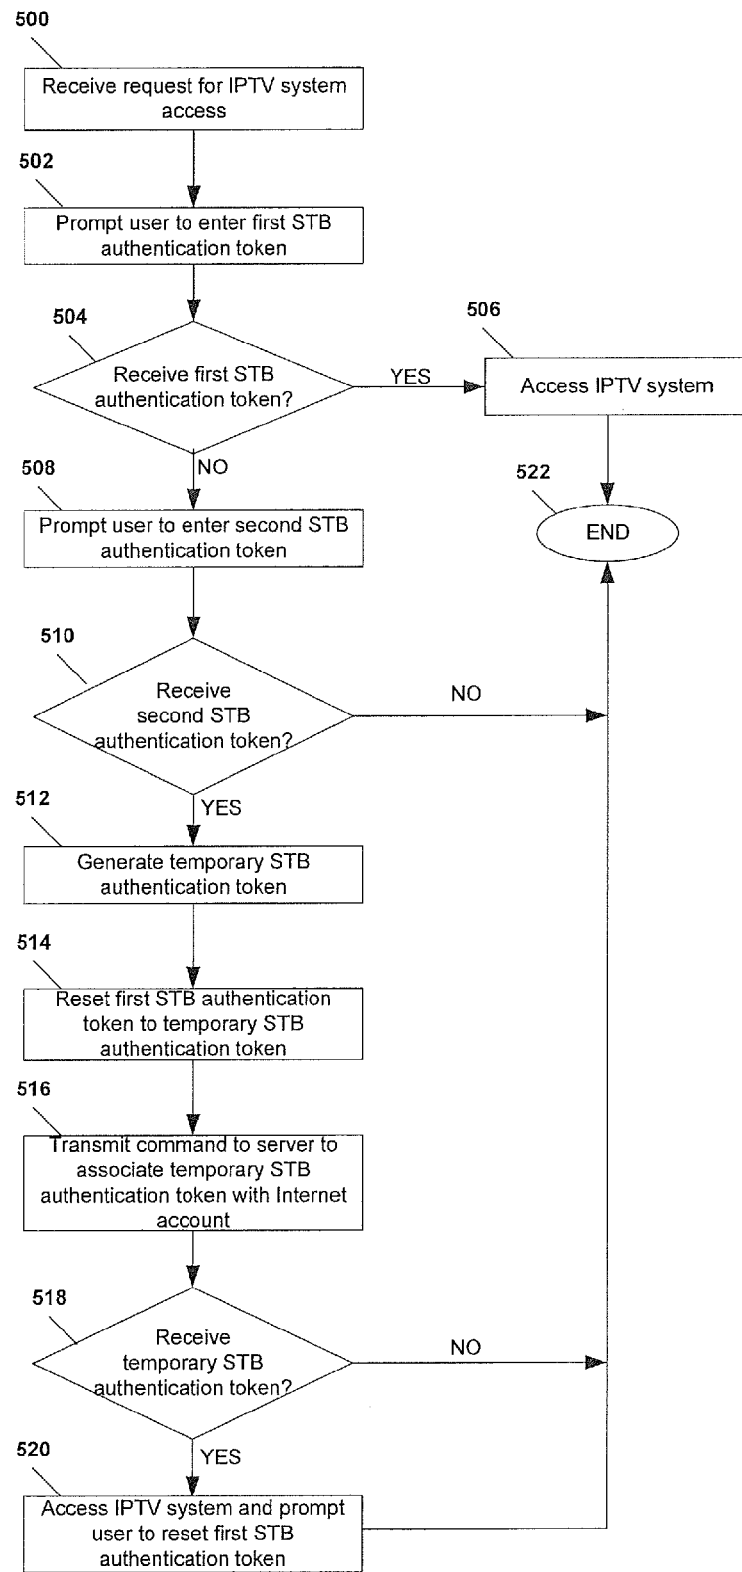 500
Receive request for IPTV system
access
502
Prompt user to enter first STB
authentication token
504
Receive first STB
authentication token?
YES
506
Access IPTV system
NO
508
Prompt user to enter second STB
authentication token
522
END
510
Receive
second STB
authentication token?
NO
YES
512
Generate temporary STB
authentication token
514
Reset first STB authentication
token to temporary STB
authentication token
516
Transmit command to server to
associate temporary STB
authentication token with Internet
account
518
Receive
temporary STB
authentication token?
NO
YES
520
Access IPTV system and prompt
user to reset first STB
authentication token